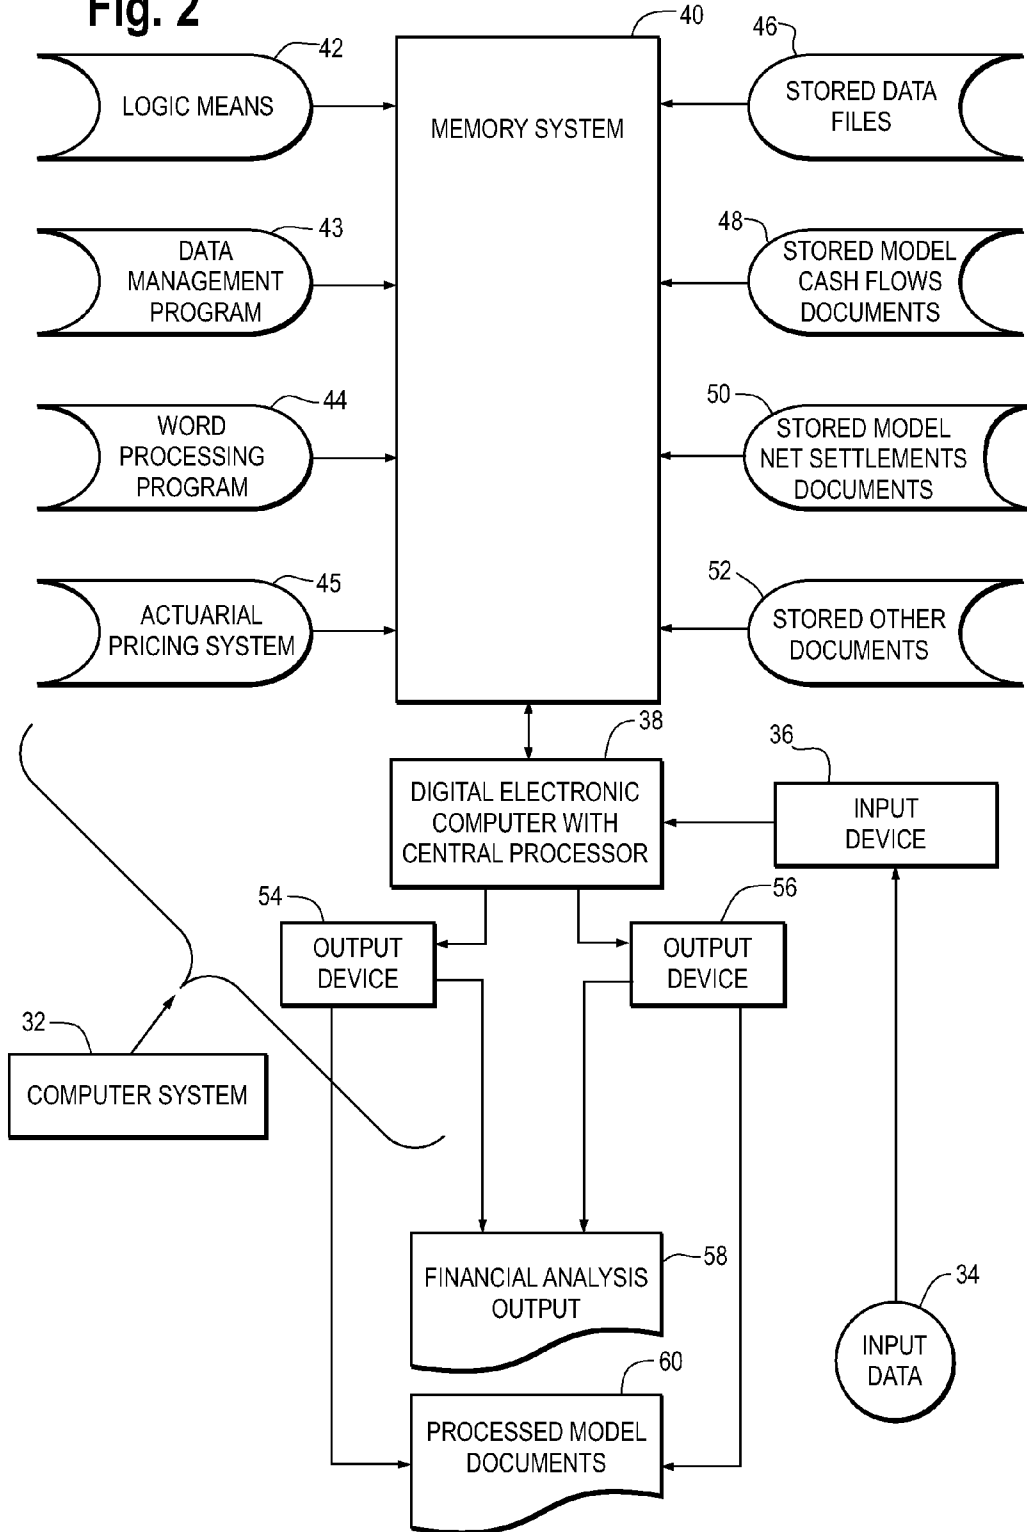 Fig. 2
40
42
46
LOGIC MEANS
MEMORY SYSTEM
STORED DATA
FILES
43
48
DATA
MANAGEMENT
PROGRAM
STORED MODEL
CASH FLOWS
DOCUMENTS
44
50
WORD
PROCESSING
PROGRAM
STORED MODEL
NET SETTLEMENTS
DOCUMENTS
45
52
ACTUARIAL
PRICING SYSTEM
STORED OTHER
DOCUMENTS
38
36
DIGITAL ELECTRONIC
COMPUTER WITH
CENTRAL PROCESSOR
INPUT
DEVICE
54
56
OUTPUT
DEVICE
OUTPUT
DEVICE
32
COMPUTER SYSTEM
58
FINANCIAL ANALYSIS
OUTPUT
34
INPUT
DATA
60
PROCESSED MODEL
DOCUMENTS